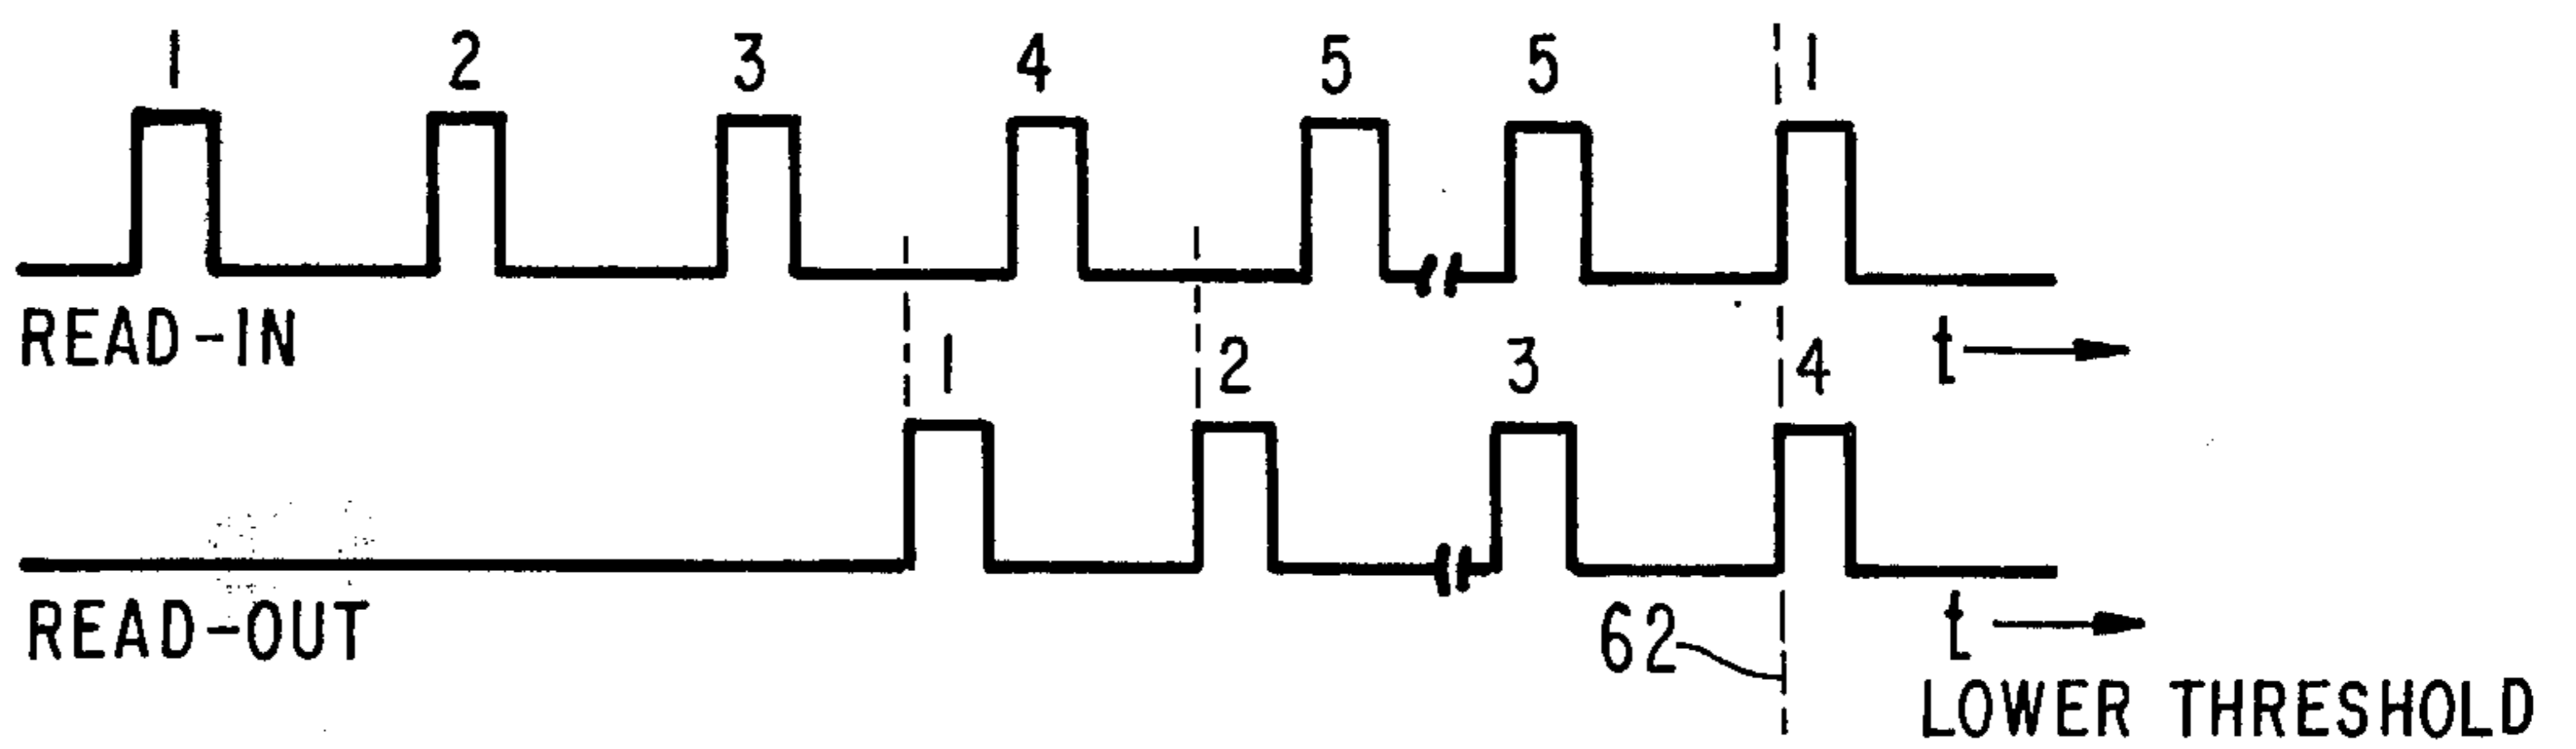 1 2 3 4 5 5 1
READ-IN
t
1 2 3 4
READ-OUT
62
t
LOWER THRESHOLD